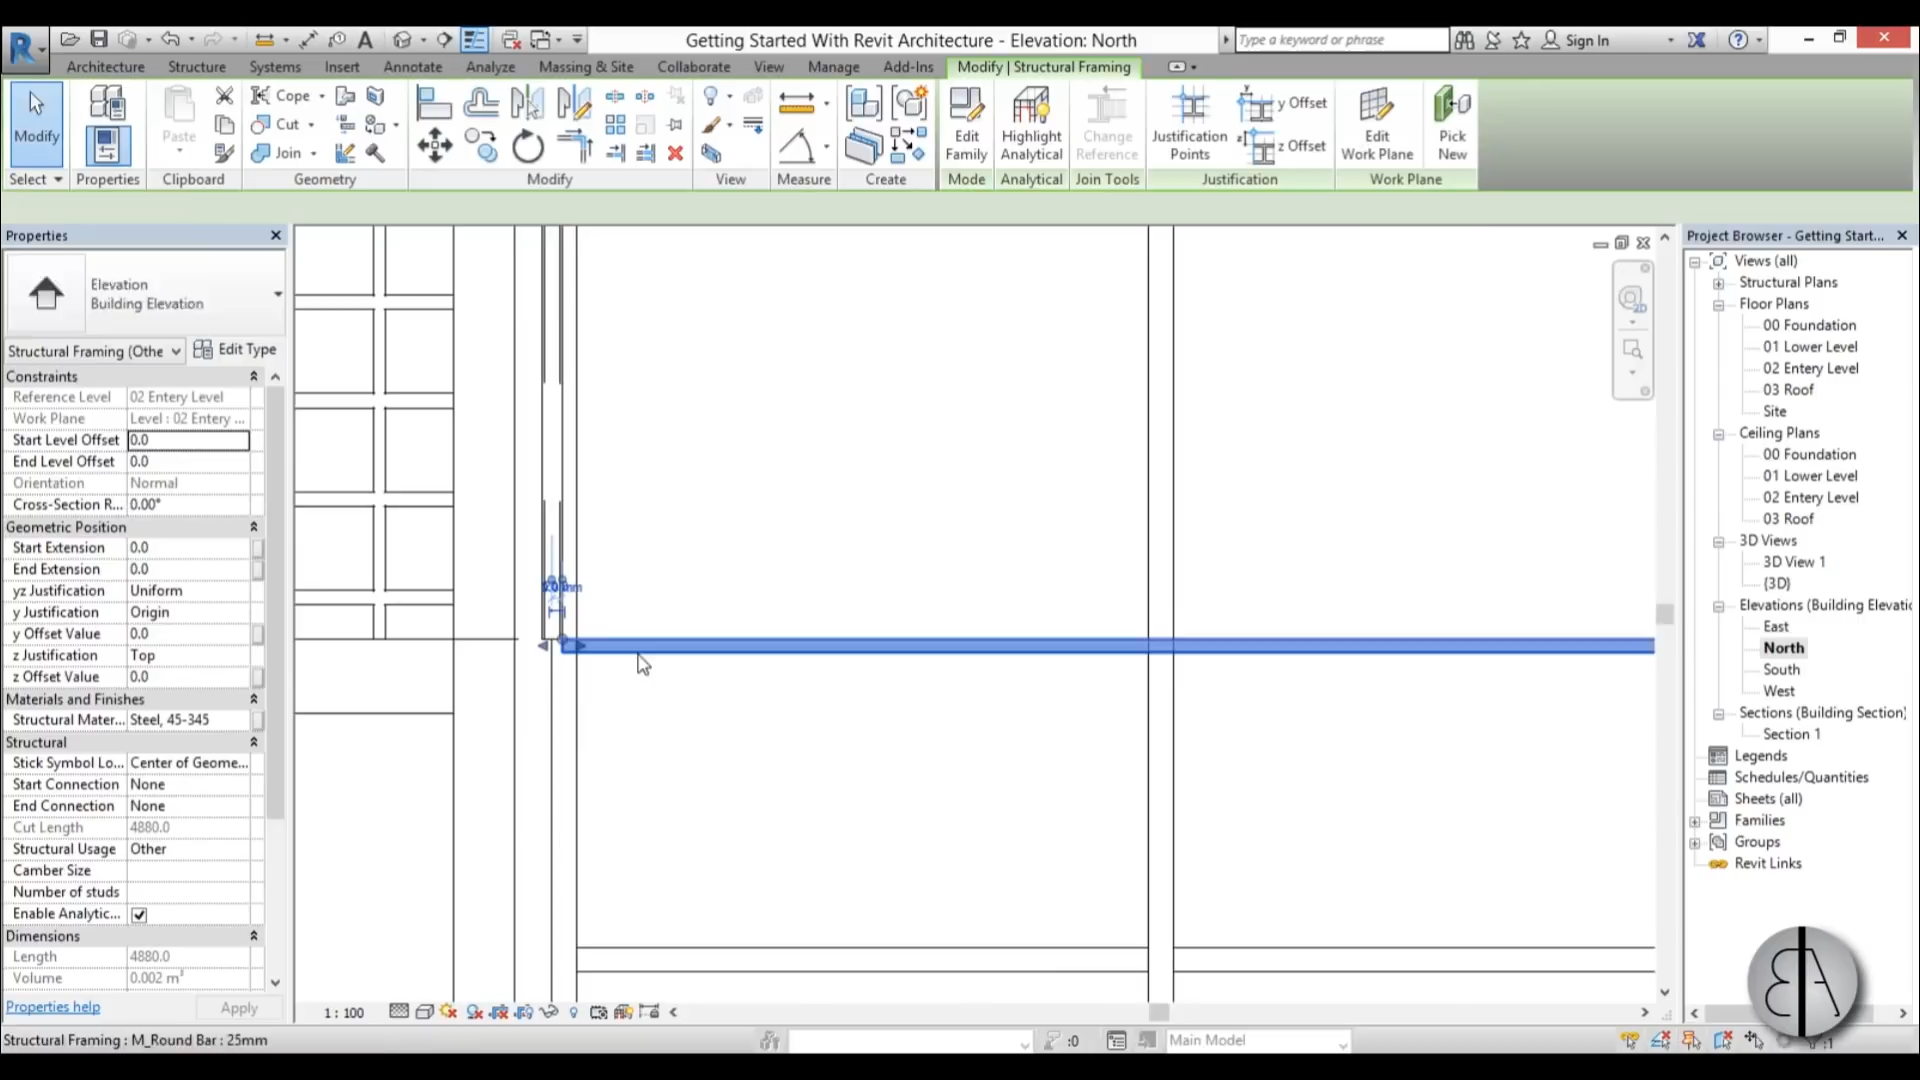 Getting Started With Revit Architecture - Elevation: North
Type a keyword or phrase
Sign In
Architecture Structure Systems Insert Annotate Analyze Massing & Site Collaborate View Manage Add-Ins Modify | Structural Framing
Modify
Paste
Cope
Cut
Join
Edit Family
Highlight Analytical
Change Reference
Justification Points
y Offset
z Offset
Edit Work Plane
Pick New
Select Properties Clipboard Geometry Modify View Measure Create Mode Analytical Join Tools Justification Work Plane
Properties
Elevation
Building Elevation
Structural Framing (Othe Edit Type
Constraints
Reference Level 02 Entery Level
Work Plane Level : 02 Entery ...
Start Level Offset 0.0
End Level Offset 0.0
Orientation Normal
Cross-Section R... 0.00°
Geometric Position
Start Extension 0.0
End Extension 0.0
yz Justification Uniform
y Justification Origin
y Offset Value 0.0
z Justification Top
z Offset Value 0.0
Materials and Finishes
Structural Mater... Steel, 45-345
Structural
Stick Symbol Lo... Center of Geome...
Start Connection None
End Connection None
Cut Length 4880.0
Structural Usage Other
Camber Size
Number of studs
Enable Analytic...
Dimensions
Length 4880.0
Volume 0.002 m³
Properties help Apply
2D
Project Browser - Getting Start...
Views (all)
Structural Plans
Floor Plans
00 Foundation
01 Lower Level
02 Entery Level
03 Roof
Site
Ceiling Plans
00 Foundation
01 Lower Level
02 Entery Level
03 Roof
3D Views
3D View 1
{3D}
Elevations (Building Elevatio
East
North
South
West
Sections (Building Section)
Section 1
Legends
Schedules/Quantities
Sheets (all)
Families
Groups
Revit Links
1 : 100
Structural Framing : M_Round Bar : 25mm
:0
Main Model
:1